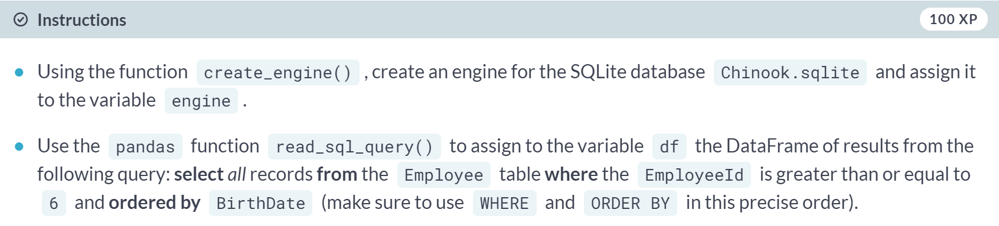 Instructions
100 XP
Using the function create_engine() , create an engine for the SQLite database Chinook.sqlite and assign it
to the variable engine .
Use the pandas function read_sql_query() to assign to the variable df the DataFrame of results from the
following query: select all records from the Employee table where the EmployeeId is greater than or equal to
6 and ordered by BirthDate (make sure to use WHERE and ORDER BY in this precise order).